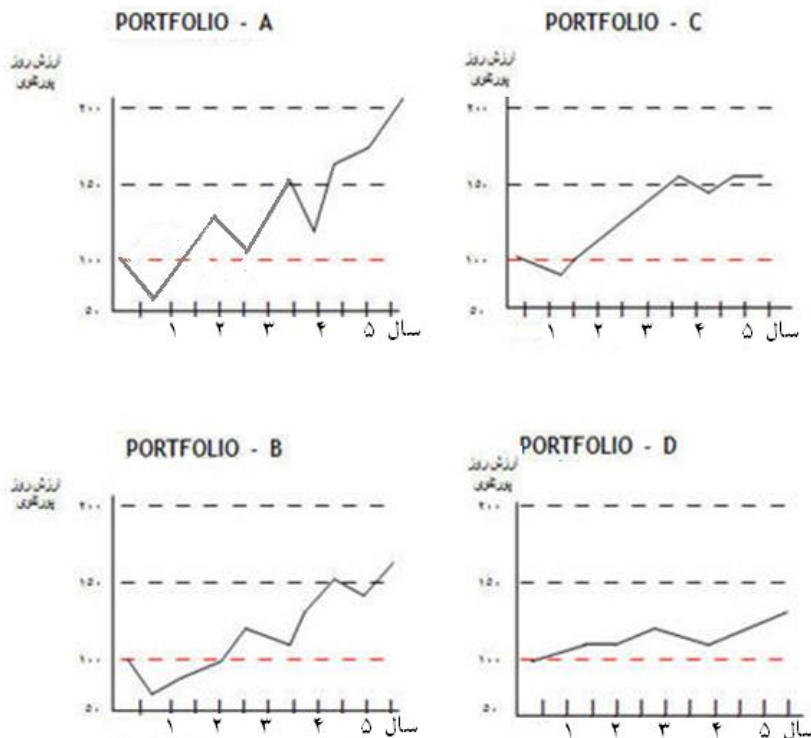 PORTFOLIO - A
ارزش روز
پورتفوی
۲۰۰
۱۵۰
۱۰۰
۵۰
۱ ۲ ۳ ۴ ۵ سال
PORTFOLIO - C
ارزش روز
پورتفوی
۲۰۰
۱۵۰
۱۰۰
۵۰
۱ ۲ ۳ ۴ ۵ سال
PORTFOLIO - B
ارزش روز
پورتفوی
۲۰۰
۱۵۰
۱۰۰
۵۰
۱ ۲ ۳ ۴ ۵ سال
PORTFOLIO - D
ارزش روز
پورتفوی
۲۰۰
۱۵۰
۱۰۰
۵۰
۱ ۲ ۳ ۴ ۵ سال